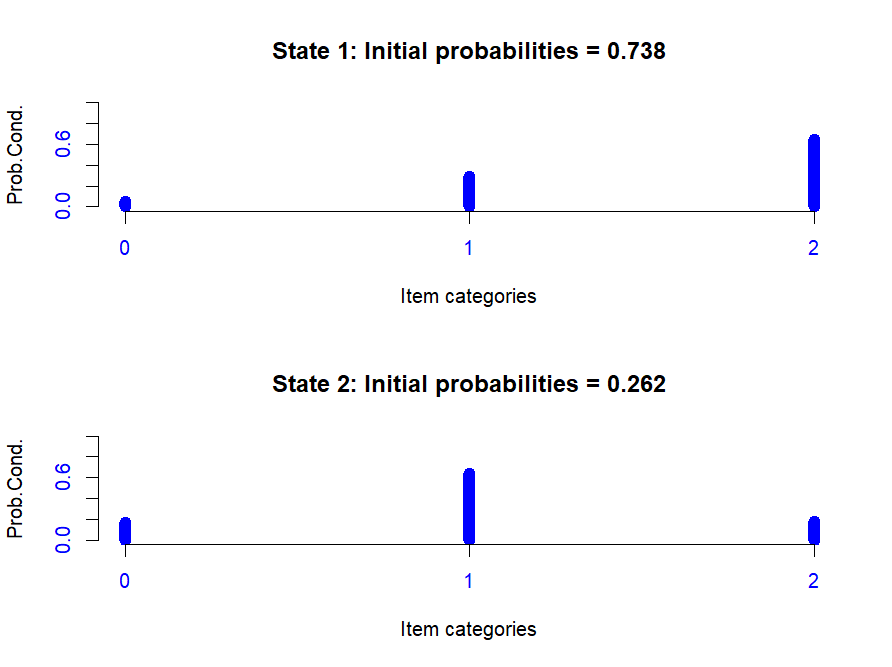 State 1: Initial probabilities = 0.738
Prob.Cond.
0.6
0.0
0 1 2
Item categories
State 2: Initial probabilities = 0.262
Prob.Cond.
0.6
0.0
0 1 2
Item categories